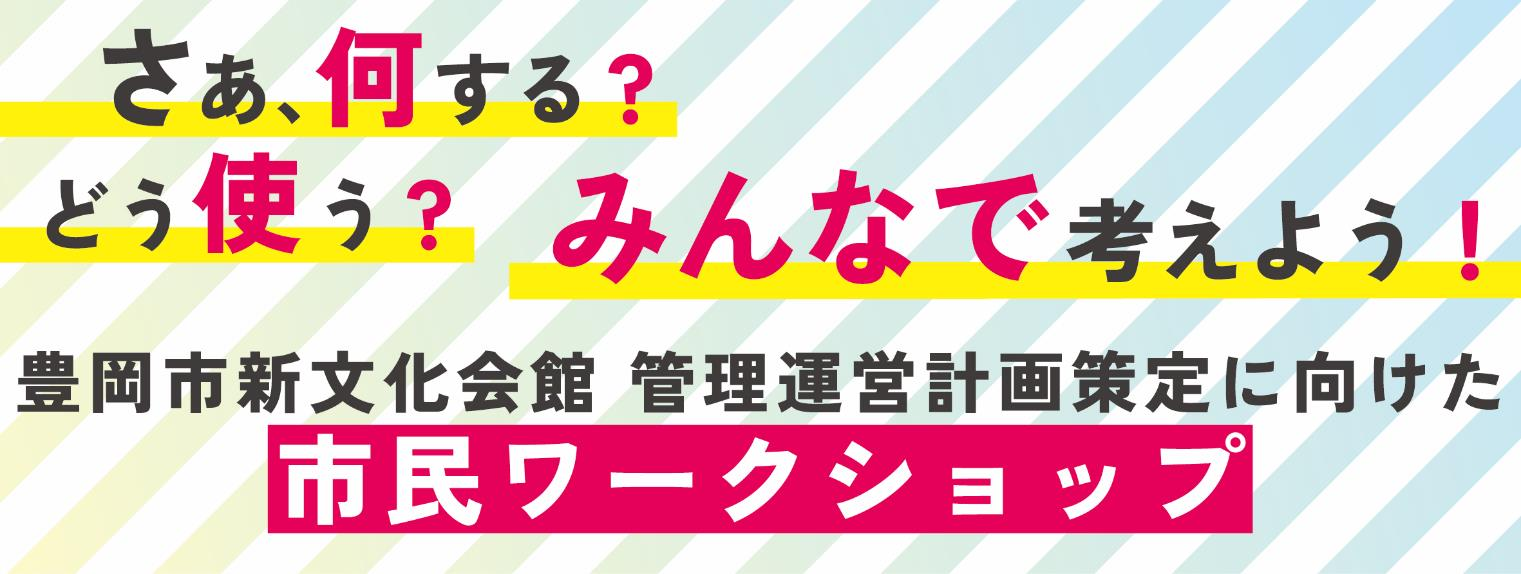 さぁ、何する?
どう使う?
みんなで考えよう!
豊岡市新文化会館 管理運営計画策定に向けた
市民ワークショップ